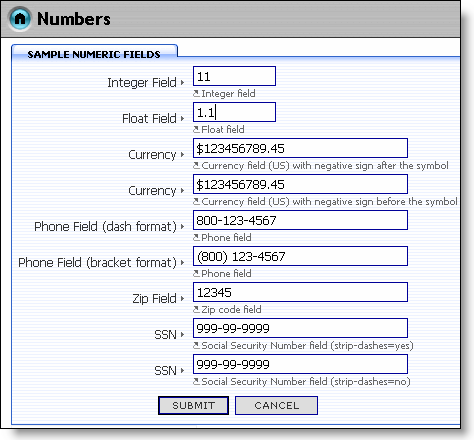 Numbers
SAMPLE NUMERIC FIELDS
Integer Field 11
Integer field
Float Field 1.1
Float field
Currency $123456789.45
Currency field (US) with negative sign after the symbol
Currency $123456789.45
Currency field (US) with negative sign before the symbol
Phone Field (dash format) 800-123-4567
Phone field
Phone Field (bracket format) (800) 123-4567
Phone field
Zip Field 12345
Zip code field
SSN 999-99-9999
Social Security Number field (strip-dashes=yes)
SSN 999-99-9999
Social Security Number field (strip-dashes=no)
SUBMIT CANCEL